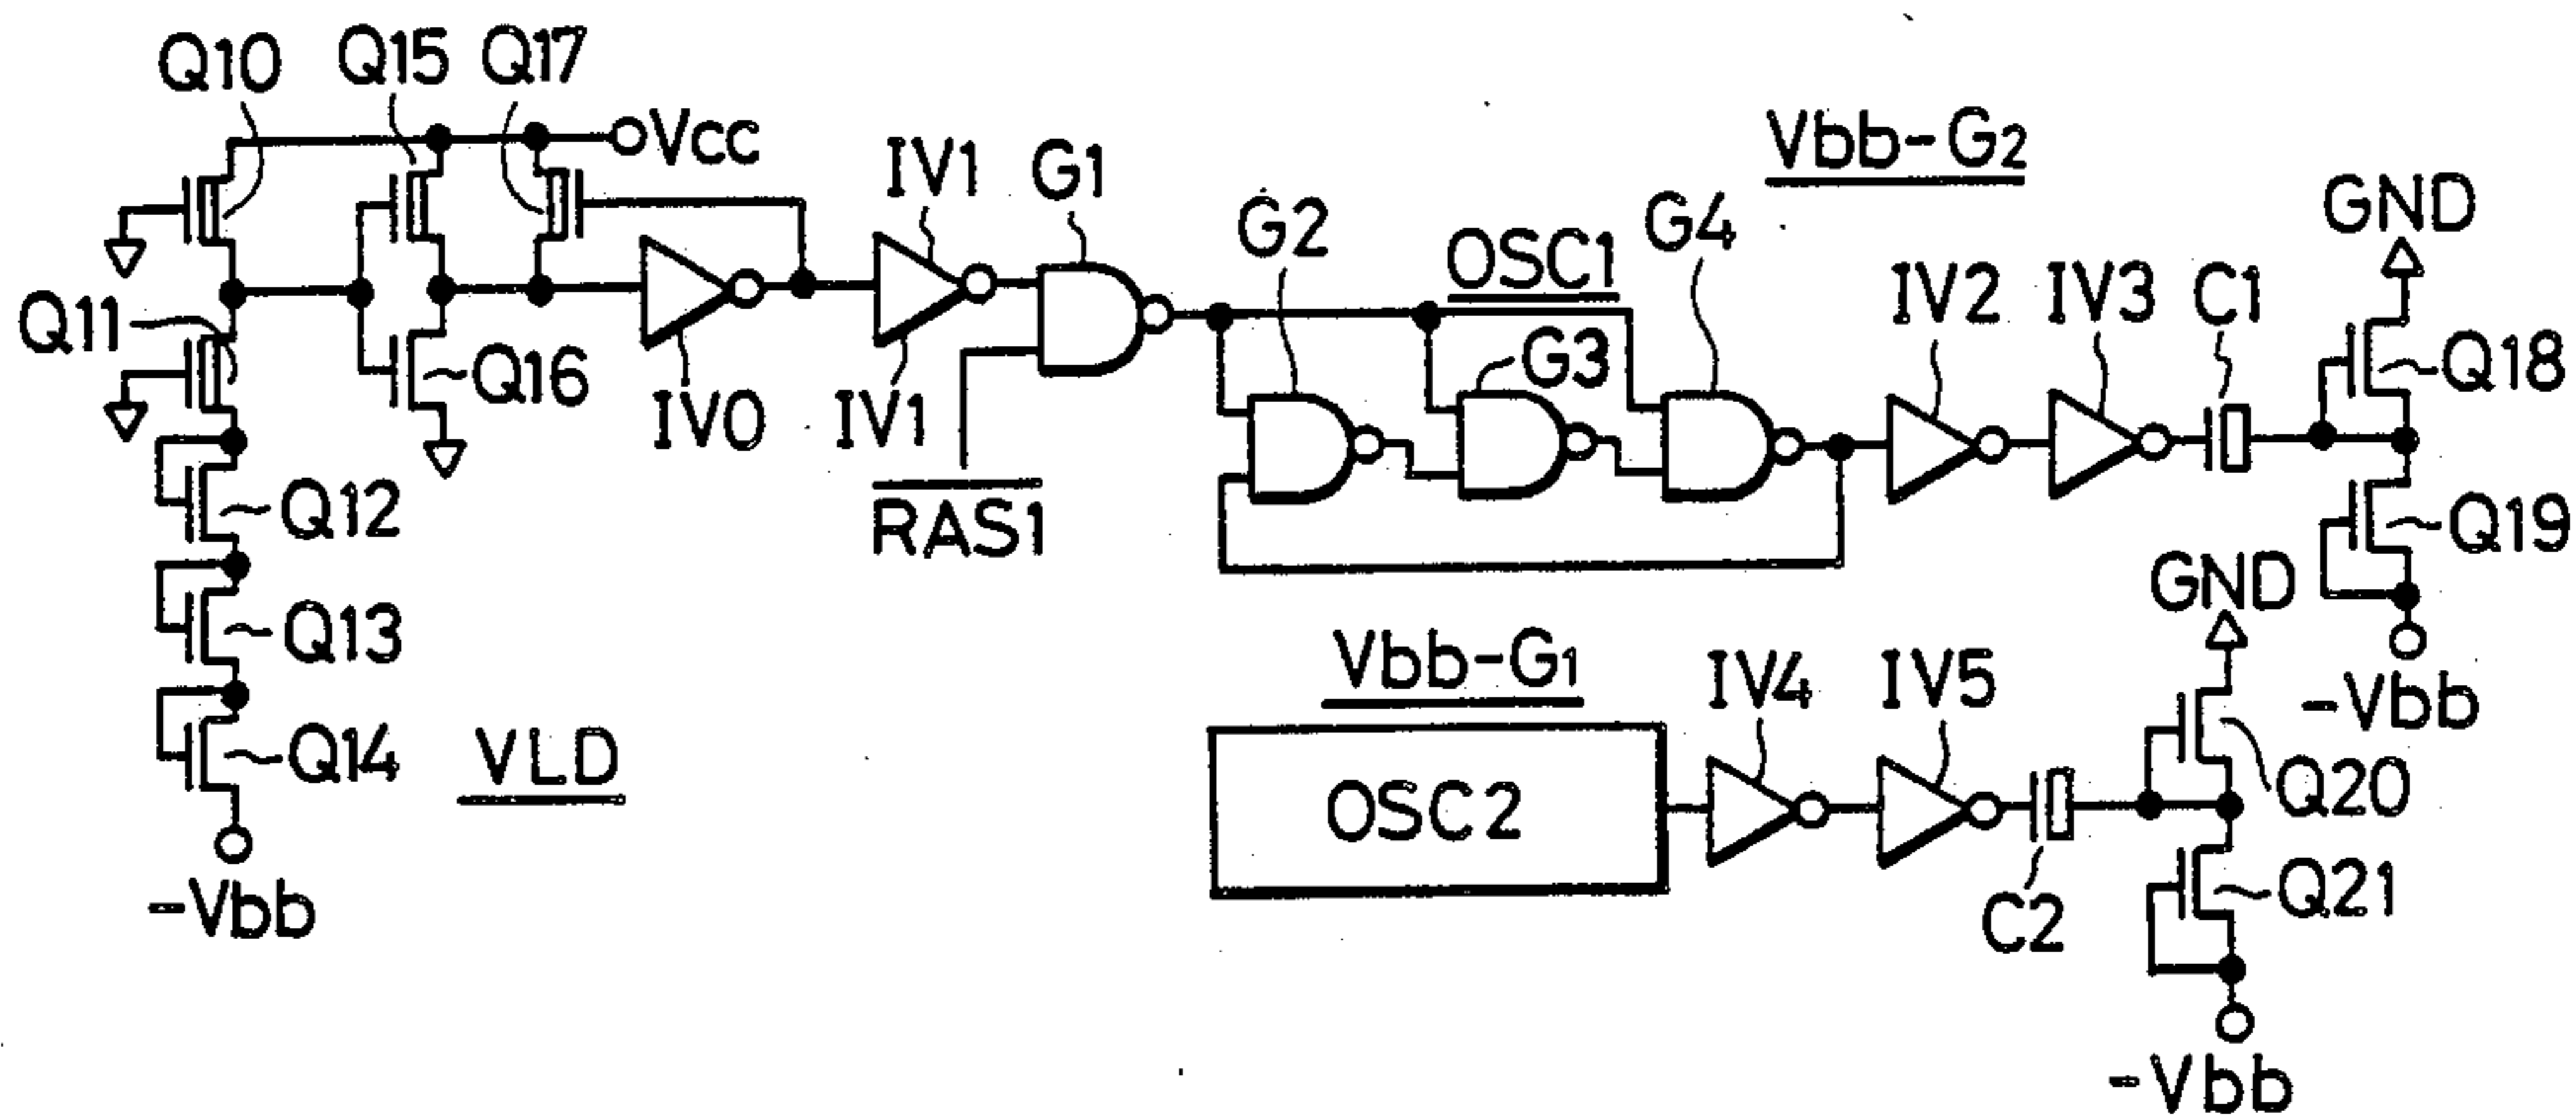 Q10 Q15 Q17
Vcc
IV1 G1
Vbb-G2
G2 OSC1 G4
GND
Q11
IV2 IV3 C1
Q16
G3
Q18
IV0 IV1
Q12
RAS1
Q19
GND
Q13
Vbb-G1
IV4 IV5
-Vbb
Q14 VLD
OSC2
Q20
-Vbb
C2
Q21
-Vbb